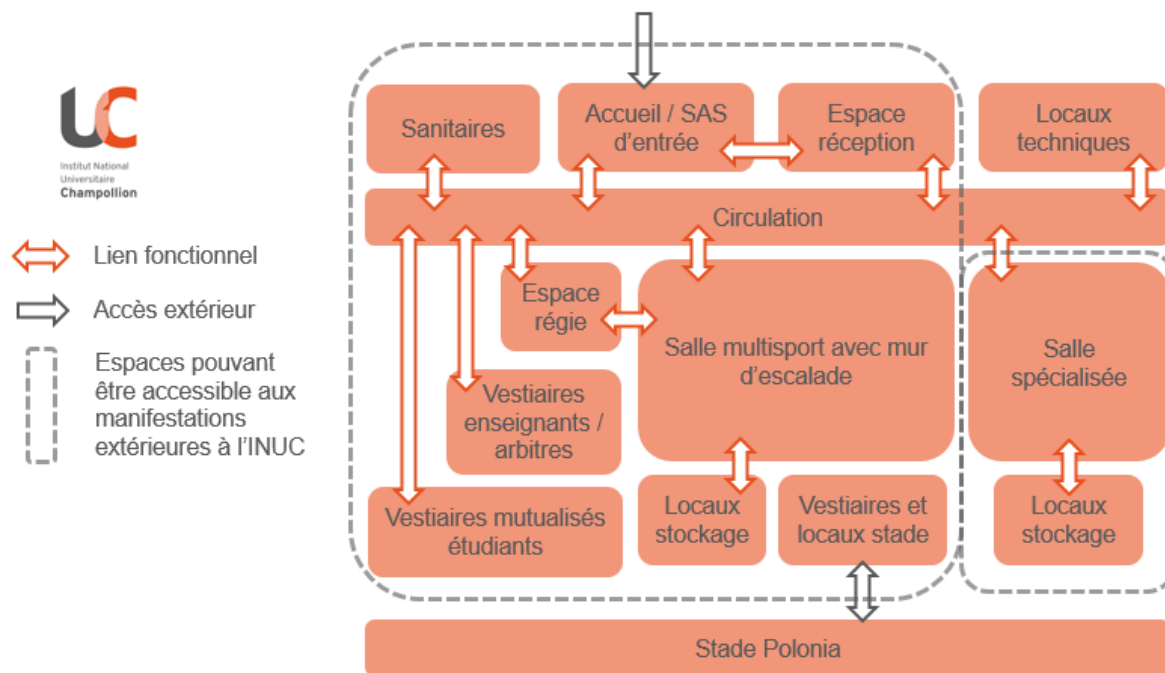 UC
Institut National
Universitaire
Champollion
Lien fonctionnel
Accès extérieur
Espaces pouvant
être accessible aux
manifestations
extérieures à l'INUC
Sanitaires
Accueil / SAS
d'entrée
Espace
réception
Locaux
techniques
Circulation
Espace
régie
Salle multisport avec mur
d'escalade
Salle
spécialisée
Vestiaires
enseignants /
arbitres
Vestiaires mutualisés
étudiants
Locaux
stockage
Vestiaires et
locaux stade
Locaux
stockage
Stade Polonia